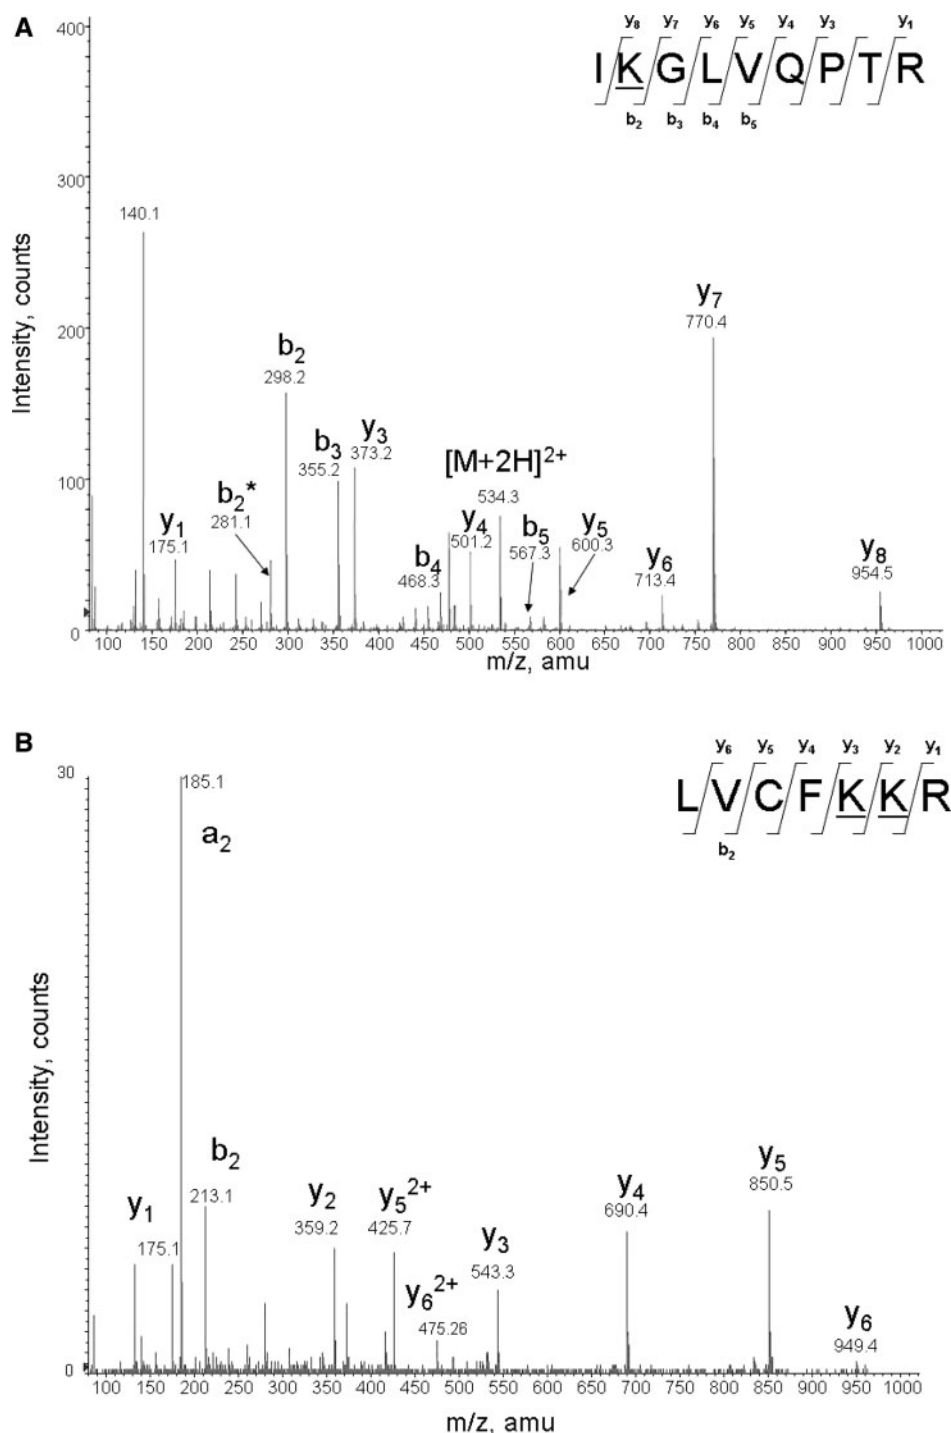 A
400
300
200
100
0
Intensity, counts
y8 y7 y6 y5 y4 y3 y1
I K G L V Q P T R
b2 b3 b4 b5
140.1
y1
175.1
b2*
281.1
b2
298.2
b3
355.2
y3
373.2
b4
468.3
[M+2H]2+
534.3
y4
501.2
b5
567.3
y5
600.3
y6
713.4
y7
770.4
y8
954.5
100 150 200 250 300 350 400 450 500 550 600 650 700 750 800 850 900 950 1000
m/z, amu
B
30
0
Intensity, counts
y6 y5 y4 y3 y2 y1
L V C F K K R
b2
185.1
a2
b2
213.1
y1
175.1
y2
359.2
y5 2+
425.7
y6 2+
475.26
y3
543.3
y4
690.4
y5
850.5
y6
949.4
100 150 200 250 300 350 400 450 500 550 600 650 700 750 800 850 900 950 1000
m/z, amu